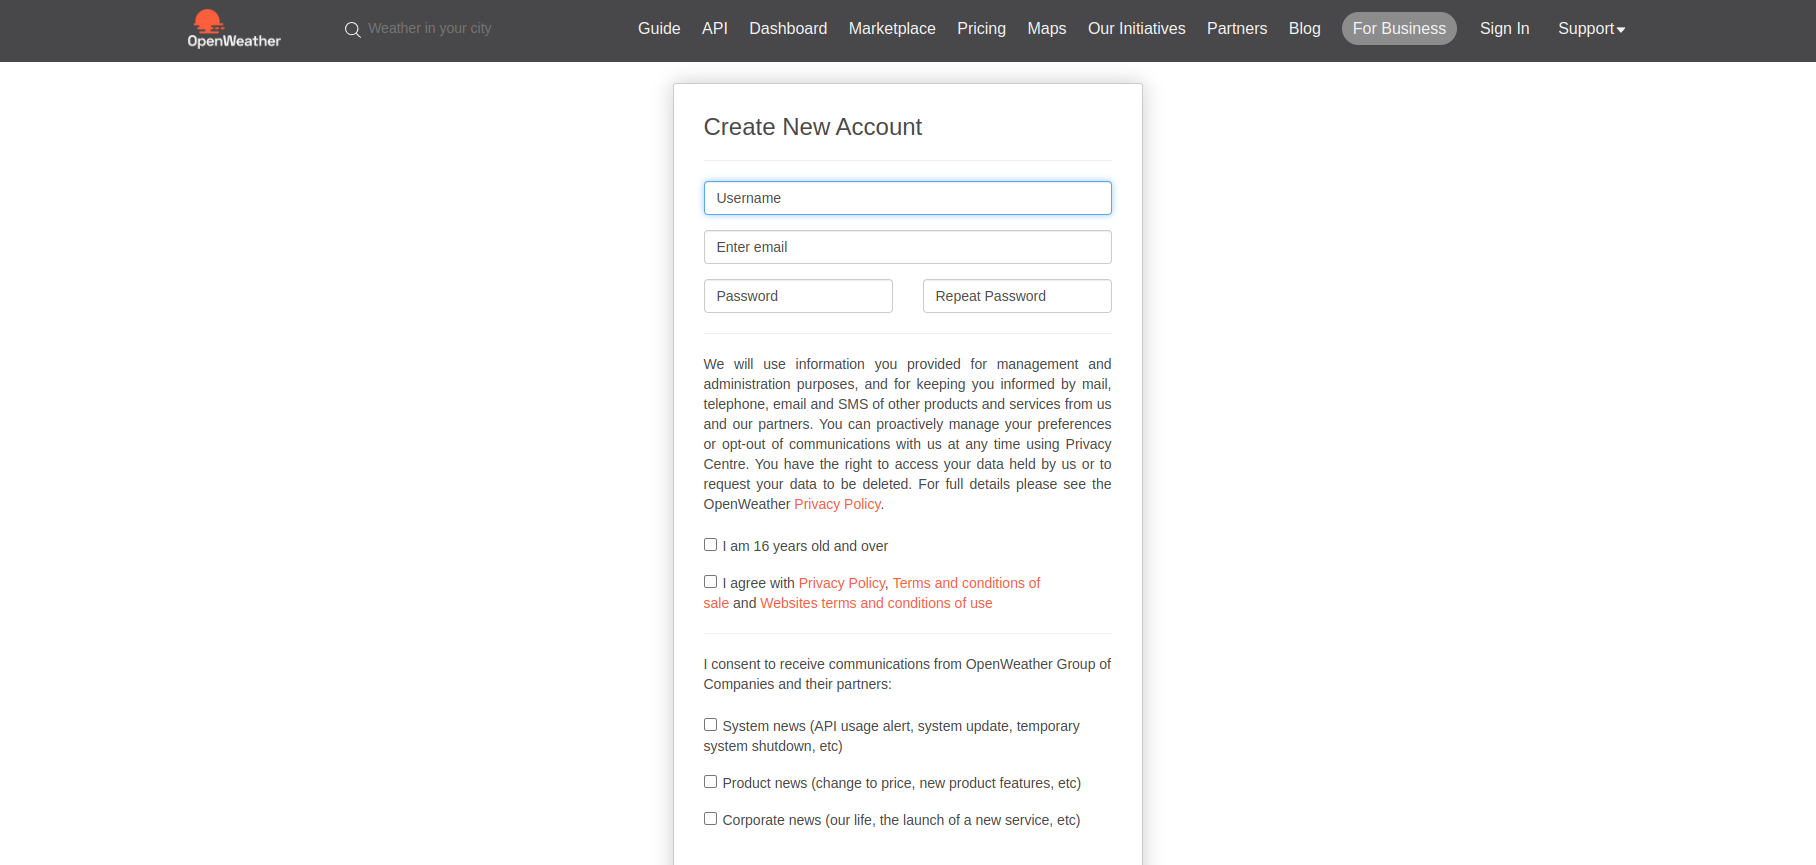 OpenWeather
Weather in your city
Guide API Dashboard Marketplace Pricing Maps Our Initiatives Partners Blog For Business Sign In Support
Create New Account
Username
Enter email
Password Repeat Password
We will use information you provided for management and
administration purposes, and for keeping you informed by mail,
telephone, email and SMS of other products and services from us
and our partners. You can proactively manage your preferences
or opt-out of communications with us at any time using Privacy
Centre. You have the right to access your data held by us or to
request your data to be deleted. For full details please see the
OpenWeather Privacy Policy.
I am 16 years old and over
I agree with Privacy Policy, Terms and conditions of
sale and Websites terms and conditions of use
I consent to receive communications from OpenWeather Group of
Companies and their partners:
System news (API usage alert, system update, temporary
system shutdown, etc)
Product news (change to price, new product features, etc)
Corporate news (our life, the launch of a new service, etc)